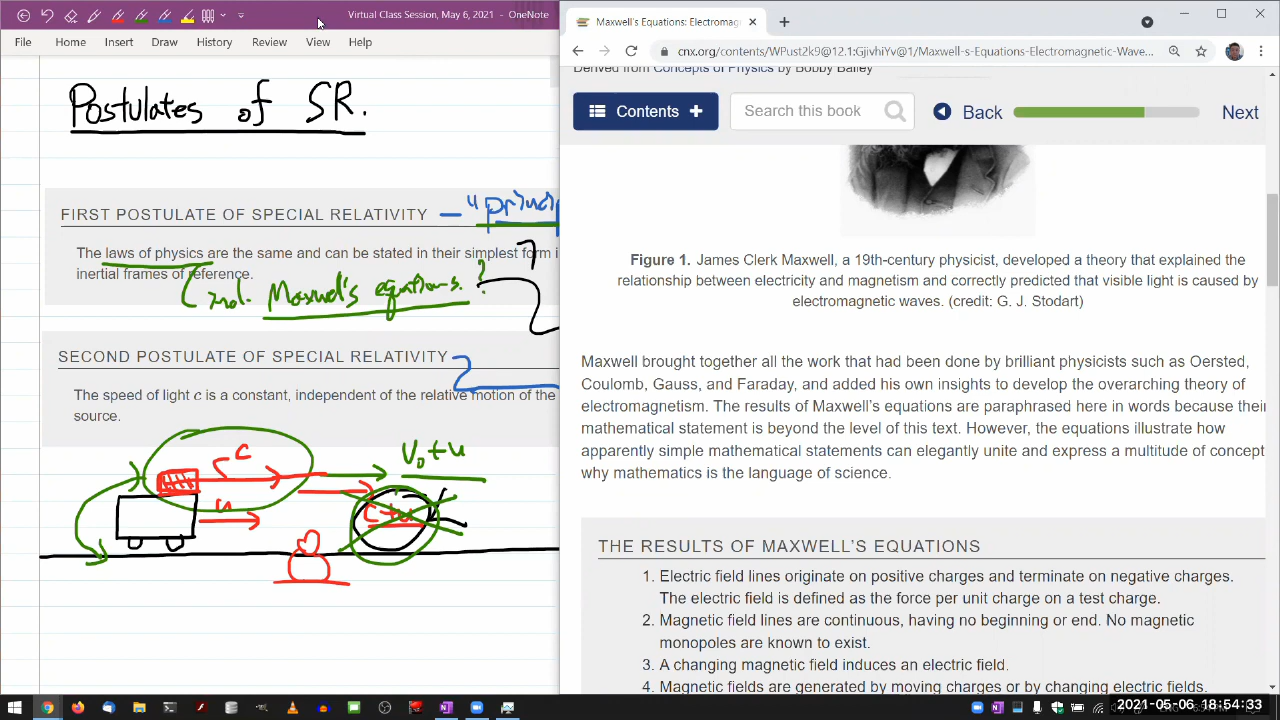 Virtual Class Session, May 6, 2021 - OneNote
File Home Insert Draw History Review View Help
Postulates of SR.
FIRST POSTULATE OF SPECIAL RELATIVITY — "princip
The laws of physics are the same and can be stated in their simplest form i
inertial frames of reference.
incl. Maxwell's equations. ?
SECOND POSTULATE OF SPECIAL RELATIVITY
The speed of light c is a constant, independent of the relative motion of the
source.
c
V₀+u
u
c+u
Maxwell's Equations: Electromag
cnx.org/contents/WPust2k9@12.1:GjivhiYv@1/Maxwell-s-Equations-Electromagnetic-Wave...
Derived from Concepts of Physics by Bobby Bailey
Contents +
Search this book
Back
Next
Figure 1. James Clerk Maxwell, a 19th-century physicist, developed a theory that explained the
relationship between electricity and magnetism and correctly predicted that visible light is caused by
electromagnetic waves. (credit: G. J. Stodart)
Maxwell brought together all the work that had been done by brilliant physicists such as Oersted,
Coulomb, Gauss, and Faraday, and added his own insights to develop the overarching theory of
electromagnetism. The results of Maxwell's equations are paraphrased here in words because their
mathematical statement is beyond the level of this text. However, the equations illustrate how
apparently simple mathematical statements can elegantly unite and express a multitude of concept
why mathematics is the language of science.
THE RESULTS OF MAXWELL'S EQUATIONS
1. Electric field lines originate on positive charges and terminate on negative charges.
The electric field is defined as the force per unit charge on a test charge.
2. Magnetic field lines are continuous, having no beginning or end. No magnetic
monopoles are known to exist.
3. A changing magnetic field induces an electric field.
4. Magnetic fields are generated by moving charges or by changing electric fields.
2021-05-06 18:54:33